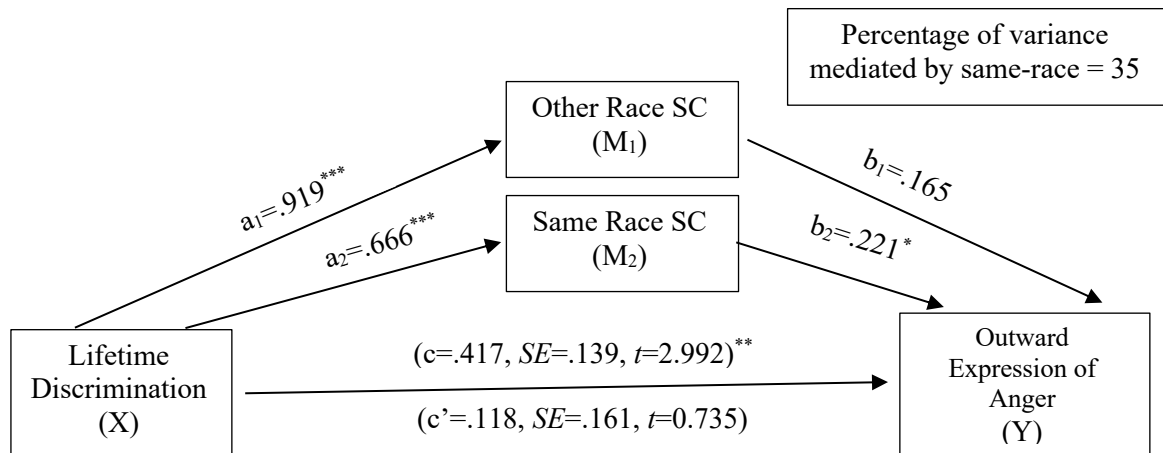 Percentage of variance
mediated by same-race = 35
Other Race SC
(M₁)
a₁=.919***
b₁=.165
Same Race SC
(M₂)
a₂=.666***
b₂=.221*
Lifetime
Discrimination
(X)
(c=.417, SE=.139, t=2.992)**
(c’=.118, SE=.161, t=0.735)
Outward
Expression of
Anger
(Y)